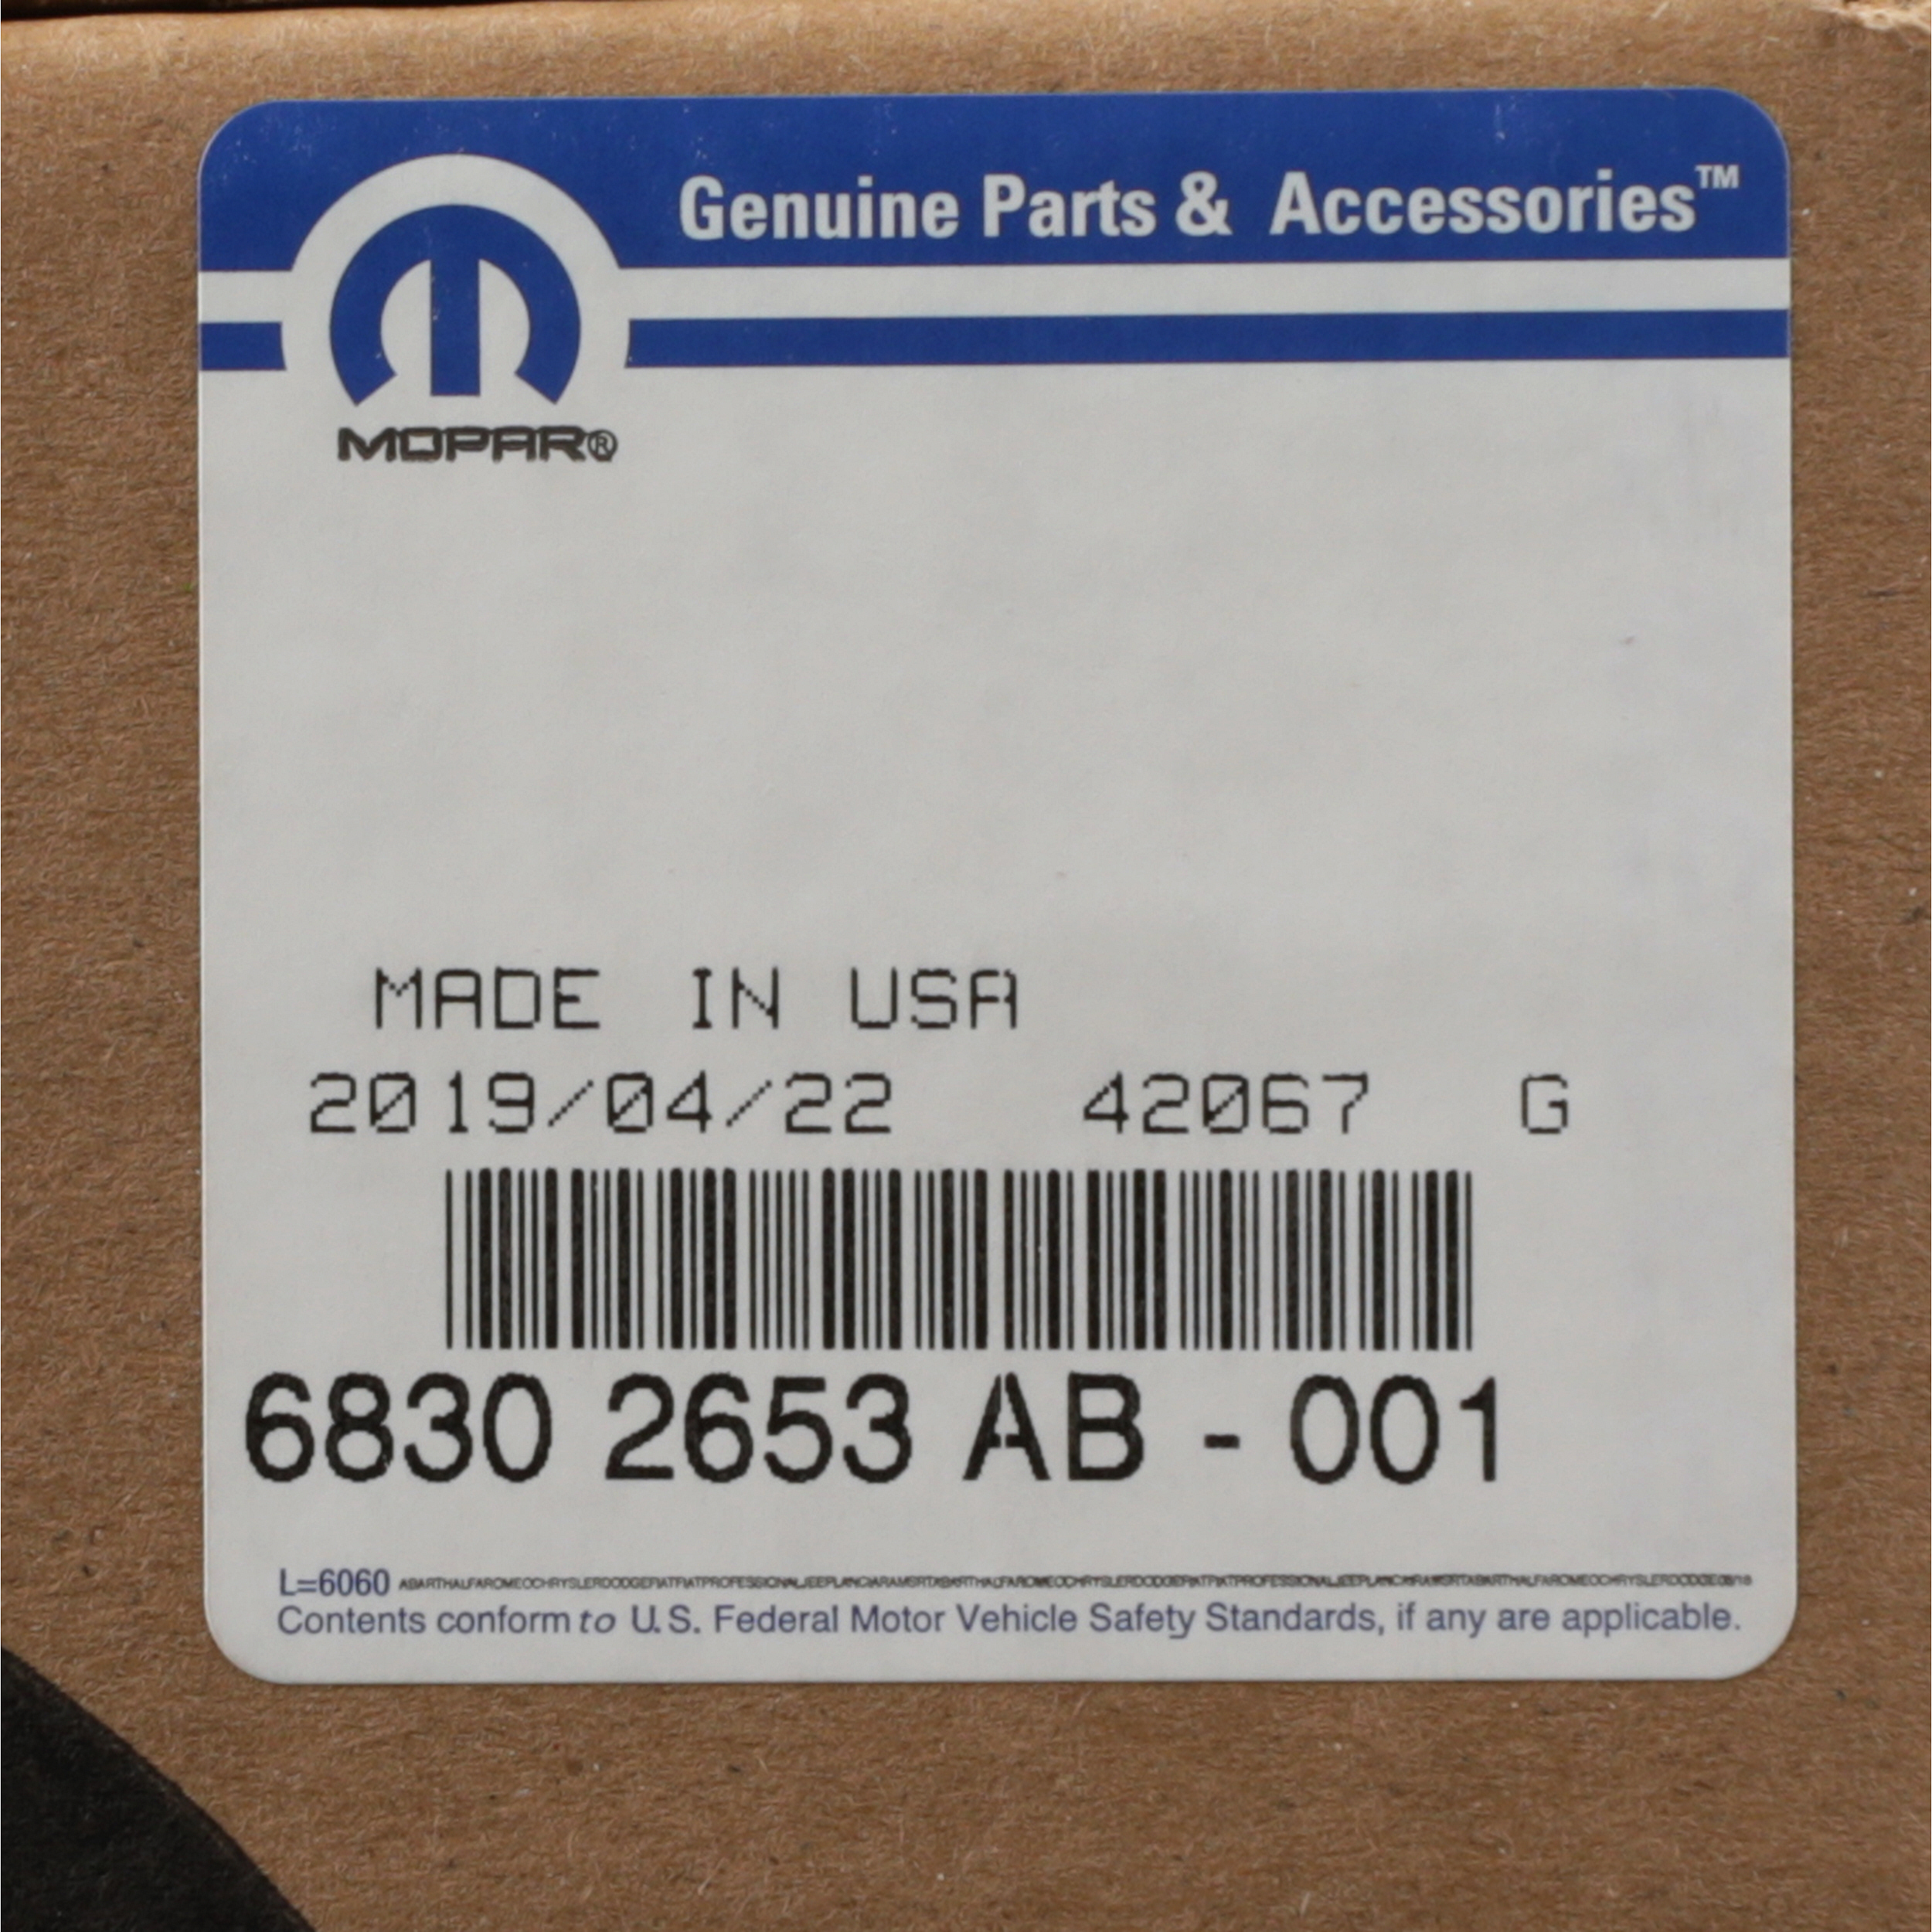 Genuine Parts & Accessories™
MOPAR®
MADE IN USA
2019/04/22 42067 G
6830 2653 AB - 001
L=6060
Contents conform to U.S. Federal Motor Vehicle Safety Standards, if any are applicable.